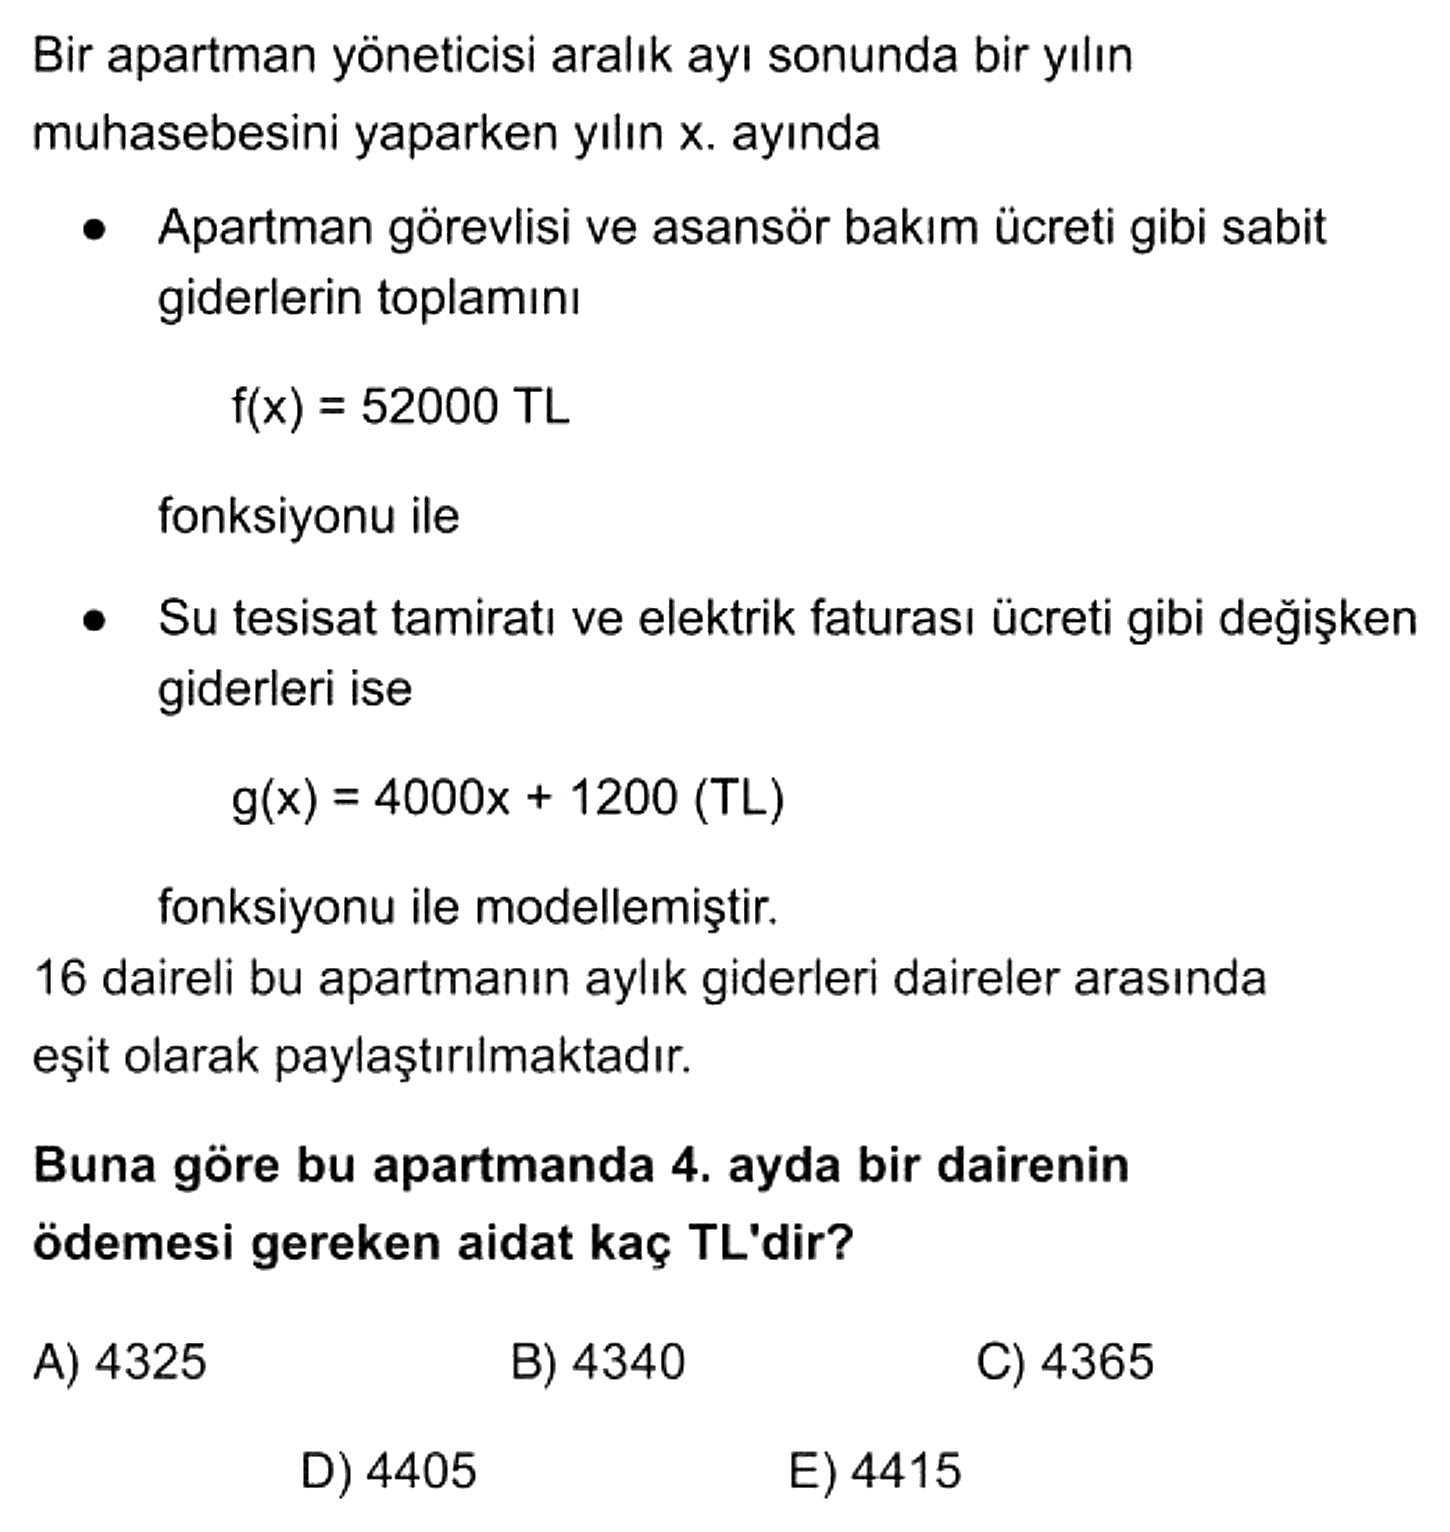 Bir apartman yöneticisi aralık ayı sonunda bir yılın
muhasebesini yaparken yılın x. ayında
● Apartman görevlisi ve asansör bakım ücreti gibi sabit
giderlerin toplamını
f(x) = 52000 TL
fonksiyonu ile
● Su tesisat tamiratı ve elektrik faturası ücreti gibi değişken
giderleri ise
g(x) = 4000x + 1200 (TL)
fonksiyonu ile modellemiştir.
16 daireli bu apartmanın aylık giderleri daireler arasında
eşit olarak paylaştırılmaktadır.
Buna göre bu apartmanda 4. ayda bir dairenin
ödemesi gereken aidat kaç TL'dir?
A) 4325 B) 4340 C) 4365
D) 4405 E) 4415